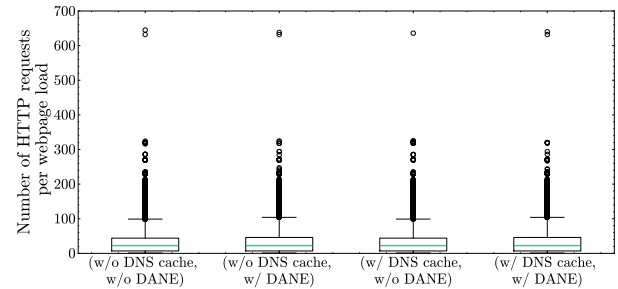 Number of HTTP requests
per webpage load
700
600
500
400
300
200
100
0
(w/o DNS cache,
w/o DANE)
(w/o DNS cache,
w/ DANE)
(w/ DNS cache,
w/o DANE)
(w/ DNS cache,
w/ DANE)